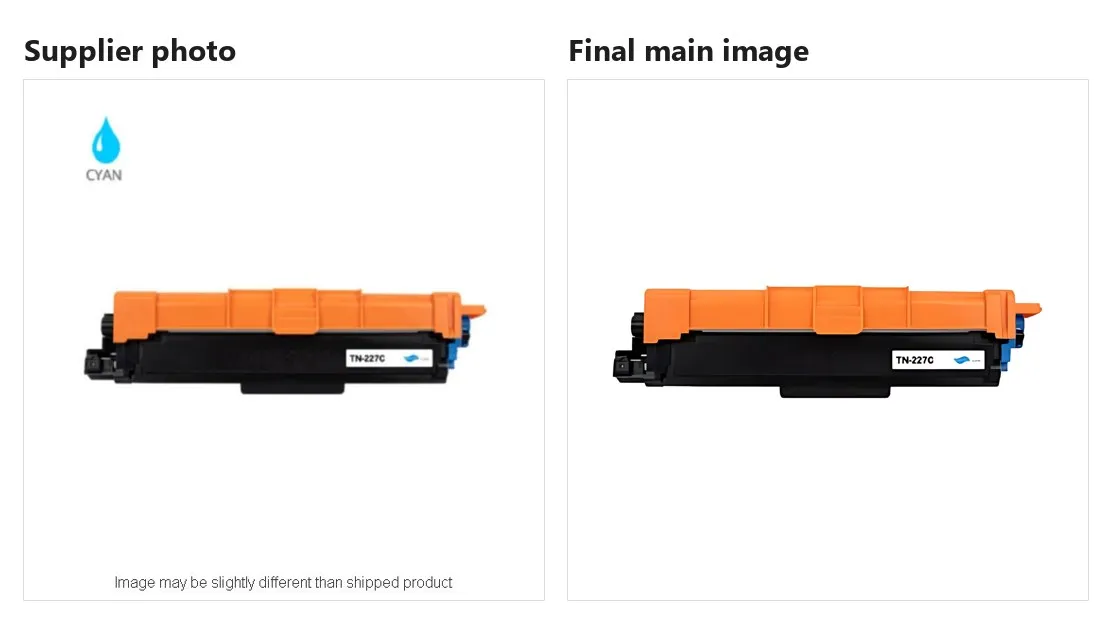 Supplier photo
Final main image
CYAN
TN-227C
TN-227C
Image may be slightly different than shipped product